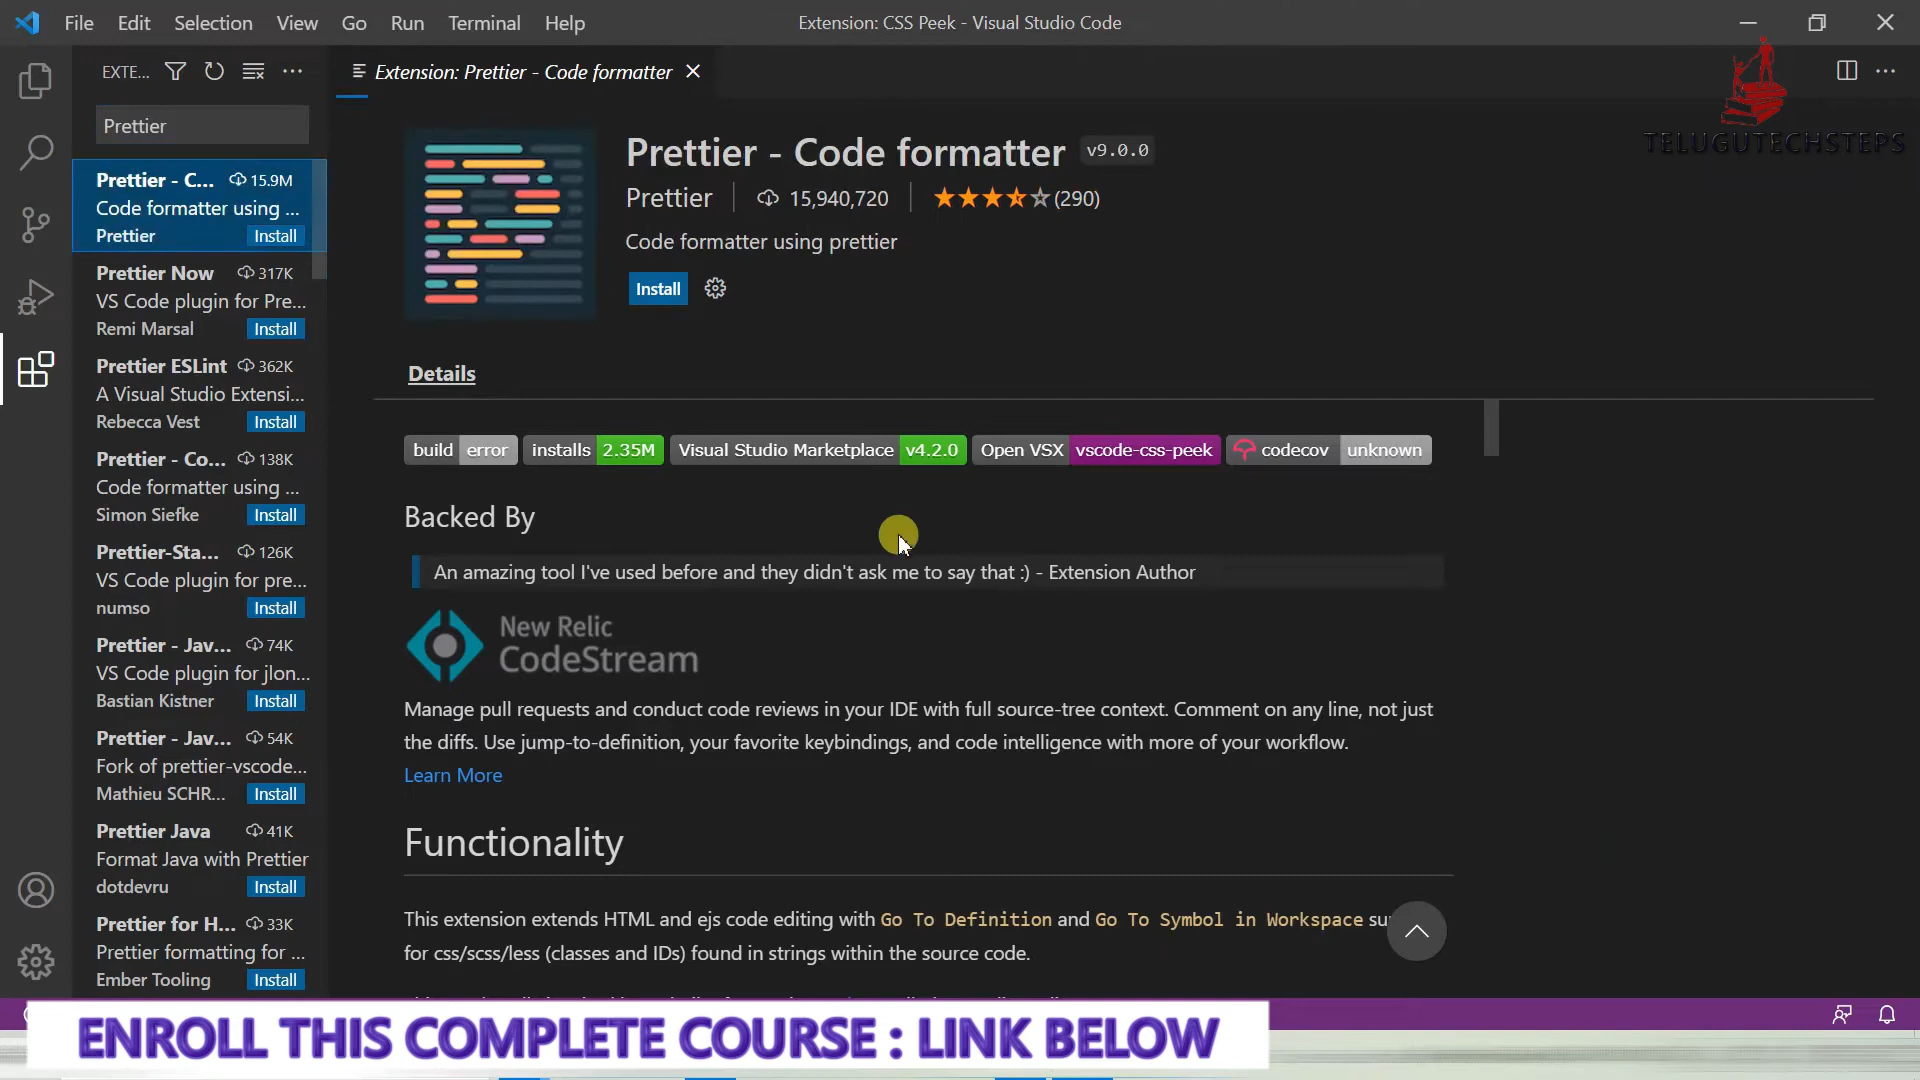 File Edit Selection View Go Run Terminal Help
Extension: CSS Peek - Visual Studio Code
EXTE...
Extension: Prettier - Code formatter
TELUGUTECHSTEPS
Prettier
Prettier - C... 15.9M
Code formatter using ...
Prettier Install
Prettier Now 317K
VS Code plugin for Pre...
Remi Marsal Install
Prettier ESLint 362K
A Visual Studio Extensi...
Rebecca Vest Install
Prettier - Co... 138K
Code formatter using ...
Simon Siefke Install
Prettier-Sta... 126K
VS Code plugin for pre...
numso Install
Prettier - Jav... 74K
VS Code plugin for jlon...
Bastian Kistner Install
Prettier - Jav... 54K
Fork of prettier-vscode...
Mathieu SCHR... Install
Prettier Java 41K
Format Java with Prettier
dotdevru Install
Prettier for H... 33K
Prettier formatting for ...
Ember Tooling Install
Prettier - Code formatter v9.0.0
Prettier 15,940,720 (290)
Code formatter using prettier
Install
Details
build error installs 2.35M Visual Studio Marketplace v4.2.0 Open VSX vscode-css-peek codecov unknown
Backed By
An amazing tool I've used before and they didn't ask me to say that :) - Extension Author
New Relic
CodeStream
Manage pull requests and conduct code reviews in your IDE with full source-tree context. Comment on any line, not just
the diffs. Use jump-to-definition, your favorite keybindings, and code intelligence with more of your workflow.
Learn More
Functionality
This extension extends HTML and ejs code editing with Go To Definition and Go To Symbol in Workspace
for css/scss/less (classes and IDs) found in strings within the source code.
ENROLL THIS COMPLETE COURSE : LINK BELOW